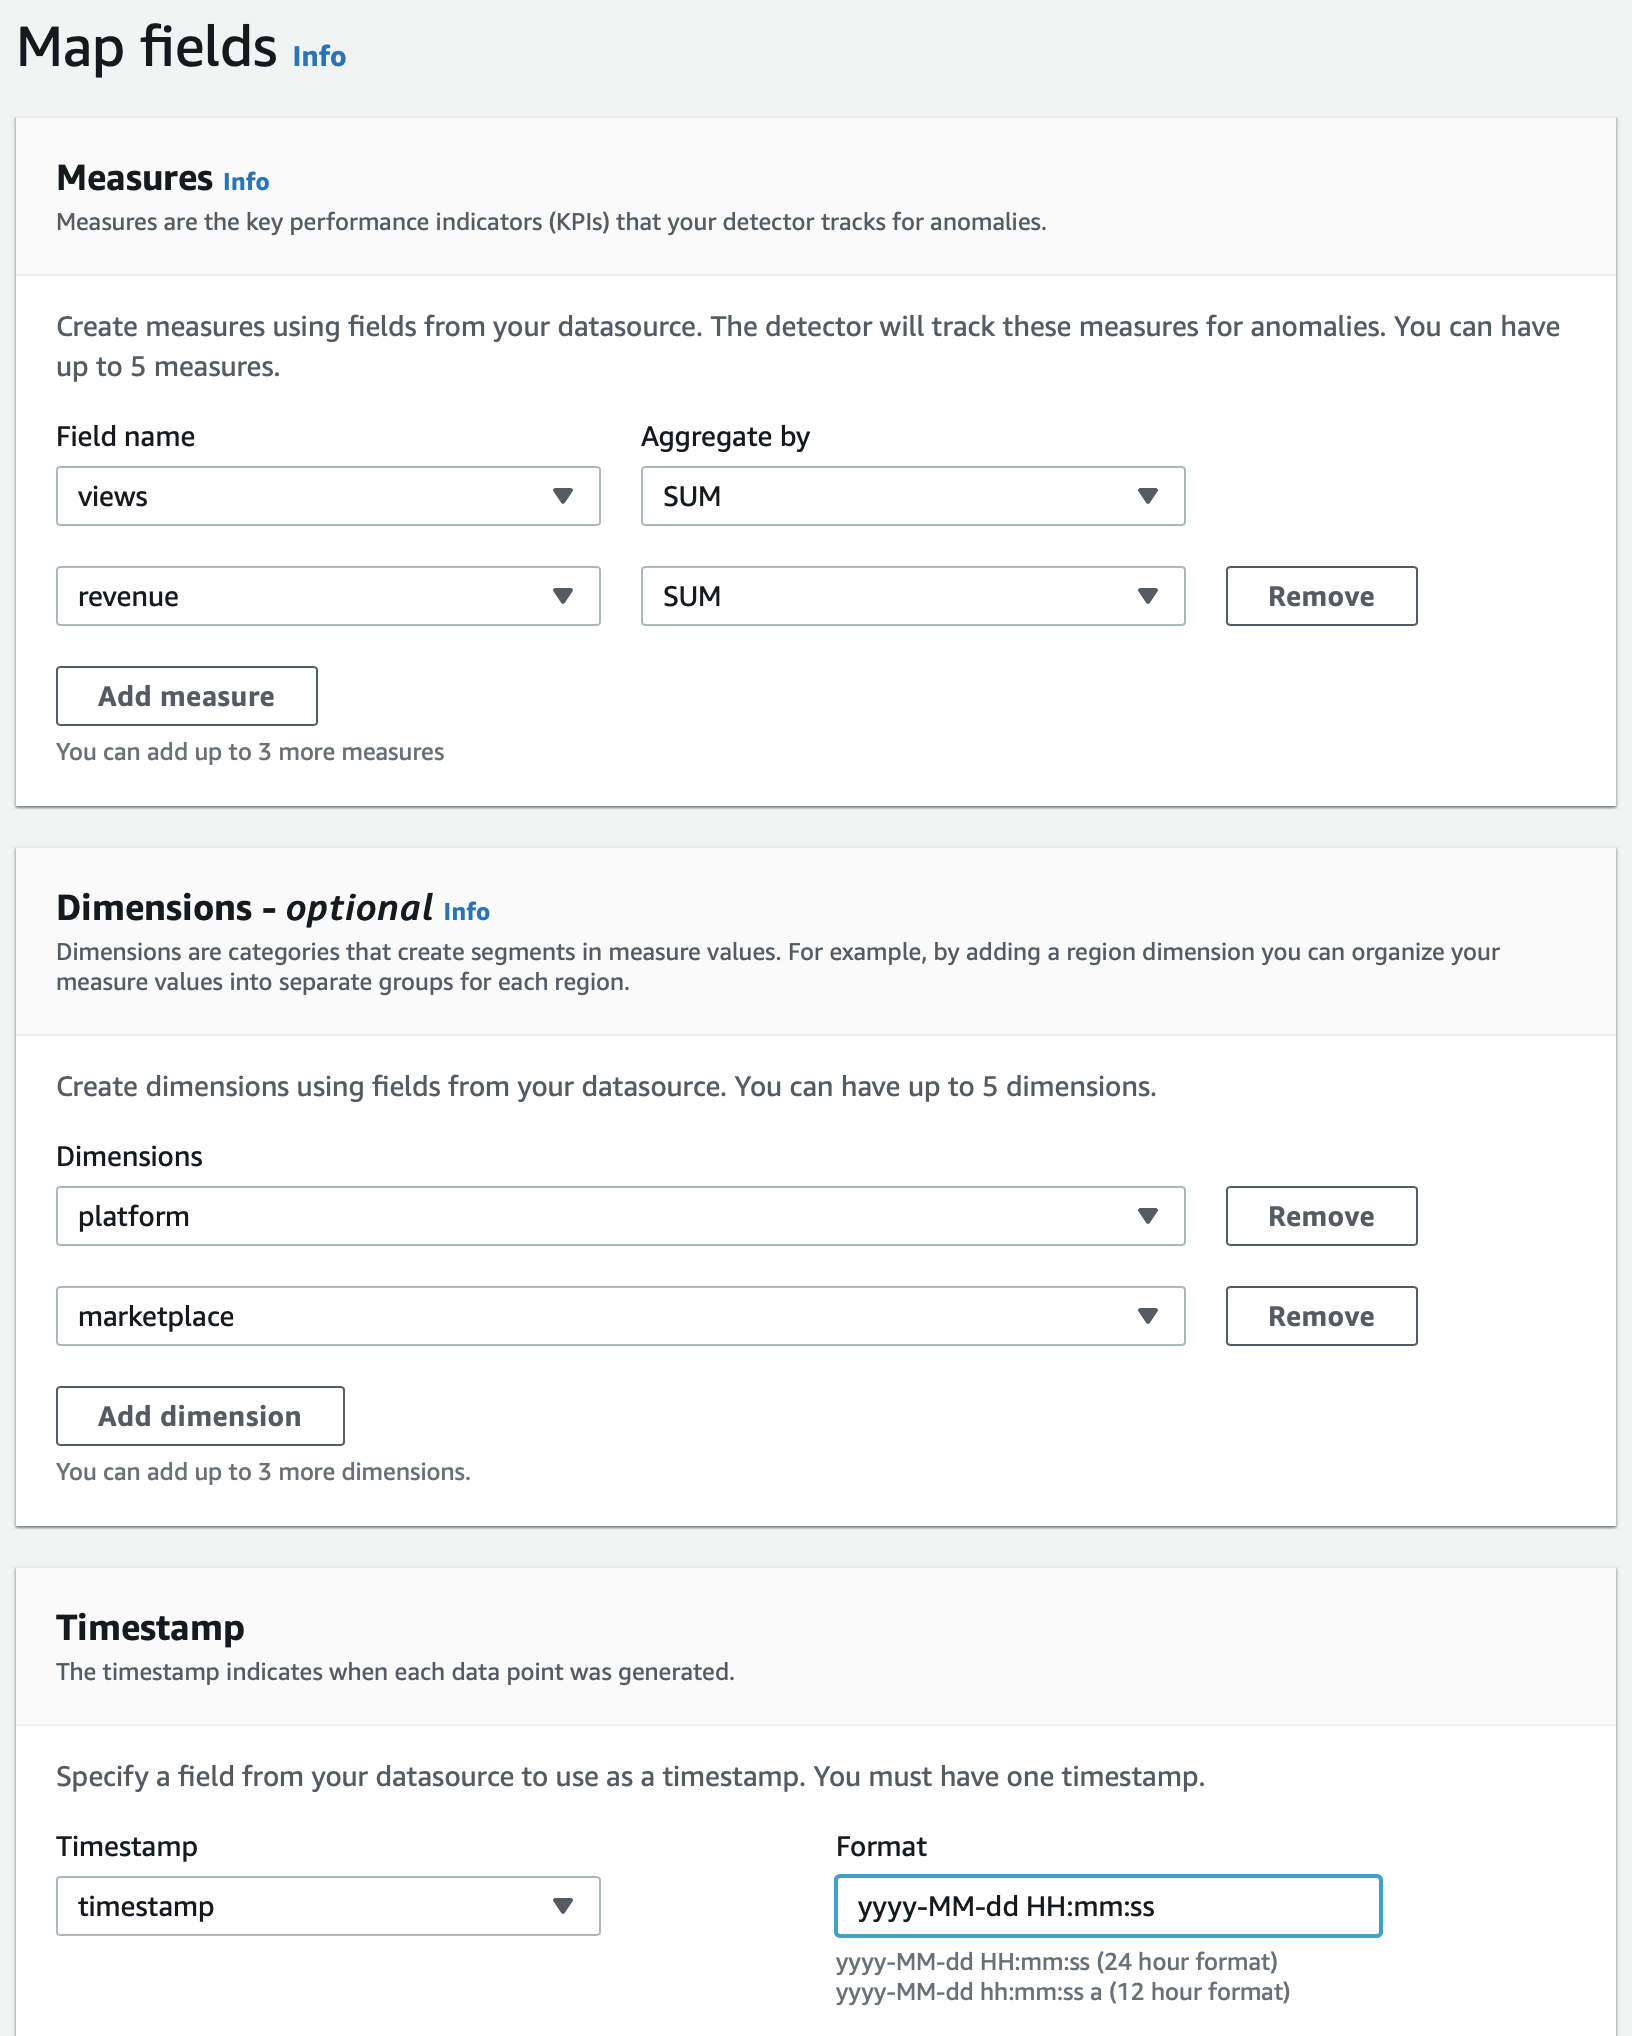 Map fields Info
Measures Info
Measures are the key performance indicators (KPIs) that your detector tracks for anomalies.
Create measures using fields from your datasource. The detector will track these measures for anomalies. You can have
up to 5 measures.
Field name Aggregate by
views SUM
revenue SUM Remove
Add measure
You can add up to 3 more measures
Dimensions - optional Info
Dimensions are categories that create segments in measure values. For example, by adding a region dimension you can organize your
measure values into separate groups for each region.
Create dimensions using fields from your datasource. You can have up to 5 dimensions.
Dimensions
platform Remove
marketplace Remove
Add dimension
You can add up to 3 more dimensions.
Timestamp
The timestamp indicates when each data point was generated.
Specify a field from your datasource to use as a timestamp. You must have one timestamp.
Timestamp Format
timestamp yyyy-MM-dd HH:mm:ss
yyyy-MM-dd HH:mm:ss (24 hour format)
yyyy-MM-dd hh:mm:ss a (12 hour format)